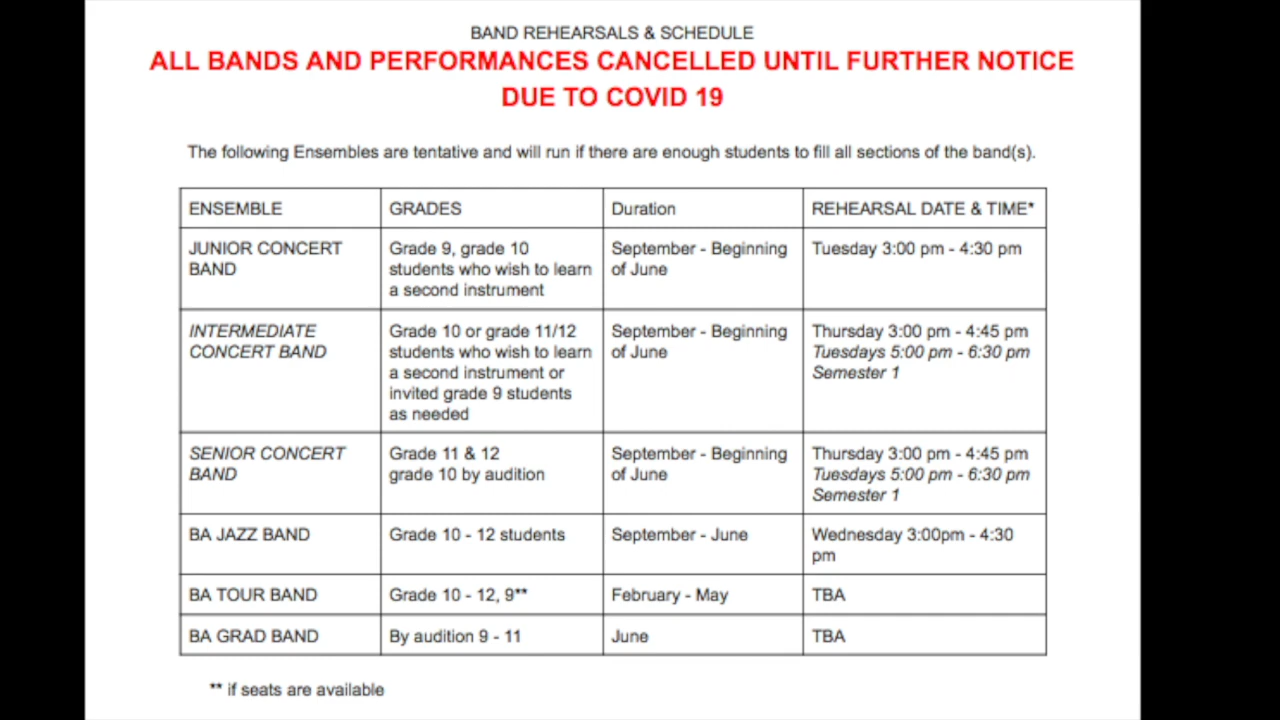 BAND REHEARSALS & SCHEDULE
ALL BANDS AND PERFORMANCES CANCELLED UNTIL FURTHER NOTICE
DUE TO COVID 19
The following Ensembles are tentative and will run if there are enough students to fill all sections of the band(s).
ENSEMBLE
GRADES
Duration
REHEARSAL DATE & TIME*
JUNIOR CONCERT
BAND
Grade 9, grade 10
students who wish to learn
a second instrument
September - Beginning
of June
Tuesday 3:00 pm - 4:30 pm
INTERMEDIATE
CONCERT BAND
Grade 10 or grade 11/12
students who wish to learn
a second instrument or
invited grade 9 students
as needed
September - Beginning
of June
Thursday 3:00 pm - 4:45 pm
Tuesdays 5:00 pm - 6:30 pm
Semester 1
SENIOR CONCERT
BAND
Grade 11 & 12
grade 10 by audition
September - Beginning
of June
Thursday 3:00 pm - 4:45 pm
Tuesdays 5:00 pm - 6:30 pm
Semester 1
BA JAZZ BAND
Grade 10 - 12 students
September - June
Wednesday 3:00pm - 4:30
pm
BA TOUR BAND
Grade 10 - 12, 9**
February - May
TBA
BA GRAD BAND
By audition 9 - 11
June
TBA
** if seats are available